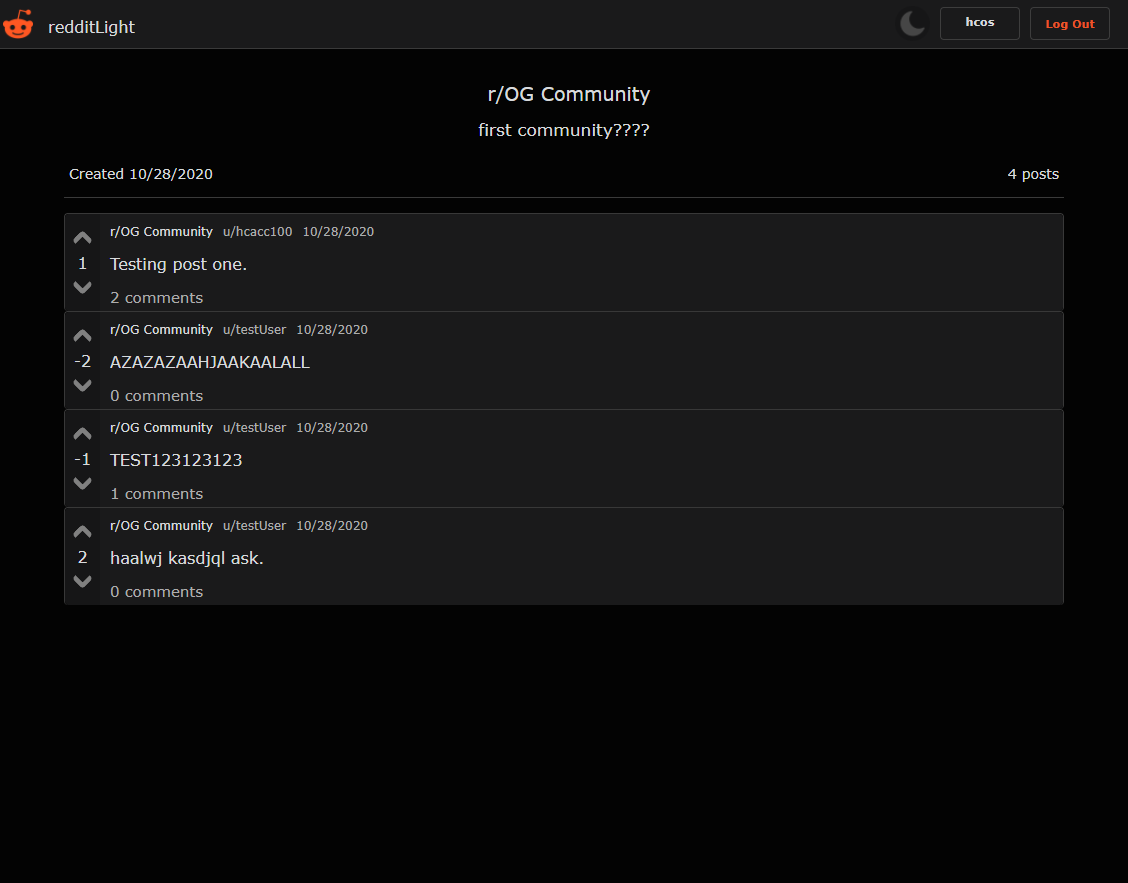 redditLight hcos Log Out
r/OG Community
first community????
Created 10/28/2020 4 posts
r/OG Community u/hcacc100 10/28/2020
1 Testing post one.
2 comments
r/OG Community u/testUser 10/28/2020
-2 AZAZAZAAHJAAKAALALL
0 comments
r/OG Community u/testUser 10/28/2020
-1 TEST123123123
1 comments
r/OG Community u/testUser 10/28/2020
2 haalwj kasdjql ask.
0 comments